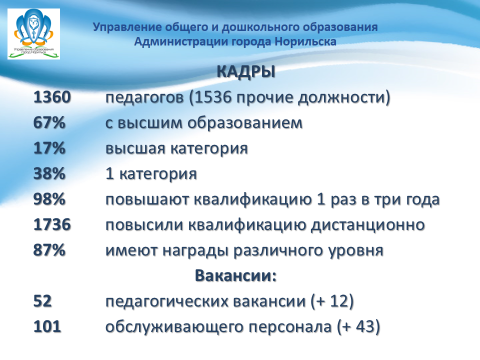 Управление общего и дошкольного образования
Администрации города Норильска
КАДРЫ
1360 педагогов (1536 прочие должности)
67% с высшим образованием
17% высшая категория
38% 1 категория
98% повышают квалификацию 1 раз в три года
1736 повысили квалификацию дистанционно
87% имеют награды различного уровня
Вакансии:
52 педагогических вакансии (+ 12)
101 обслуживающего персонала (+ 43)